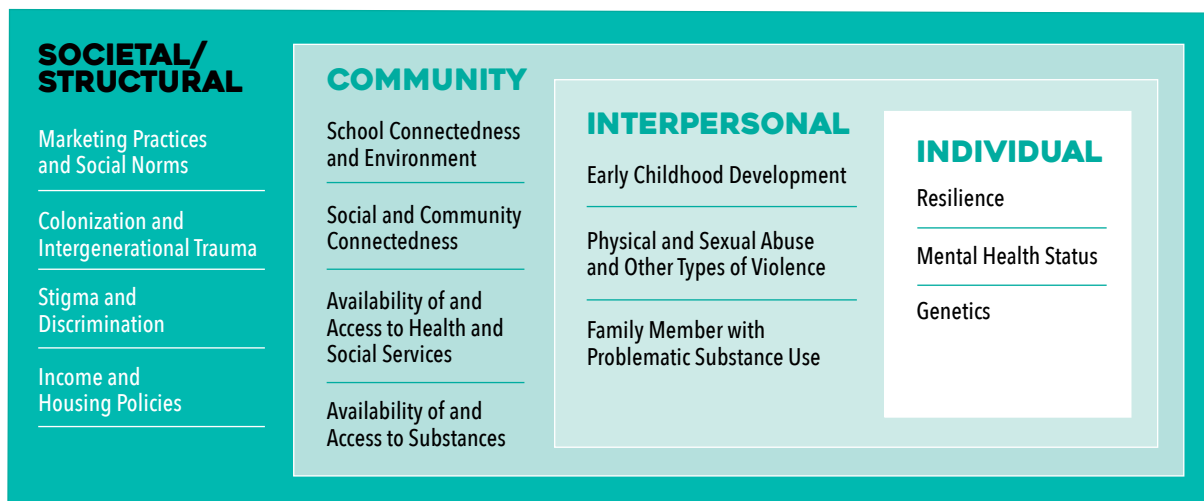 SOCIETAL/
STRUCTURAL
Marketing Practices
and Social Norms
Colonization and
Intergenerational Trauma
Stigma and
Discrimination
Income and
Housing Policies
COMMUNITY
School Connectedness
and Environment
Social and Community
Connectedness
Availability of and
Access to Health and
Social Services
Availability of and
Access to Substances
INTERPERSONAL
Early Childhood Development
Physical and Sexual Abuse
and Other Types of Violence
Family Member with
Problematic Substance Use
INDIVIDUAL
Resilience
Mental Health Status
Genetics